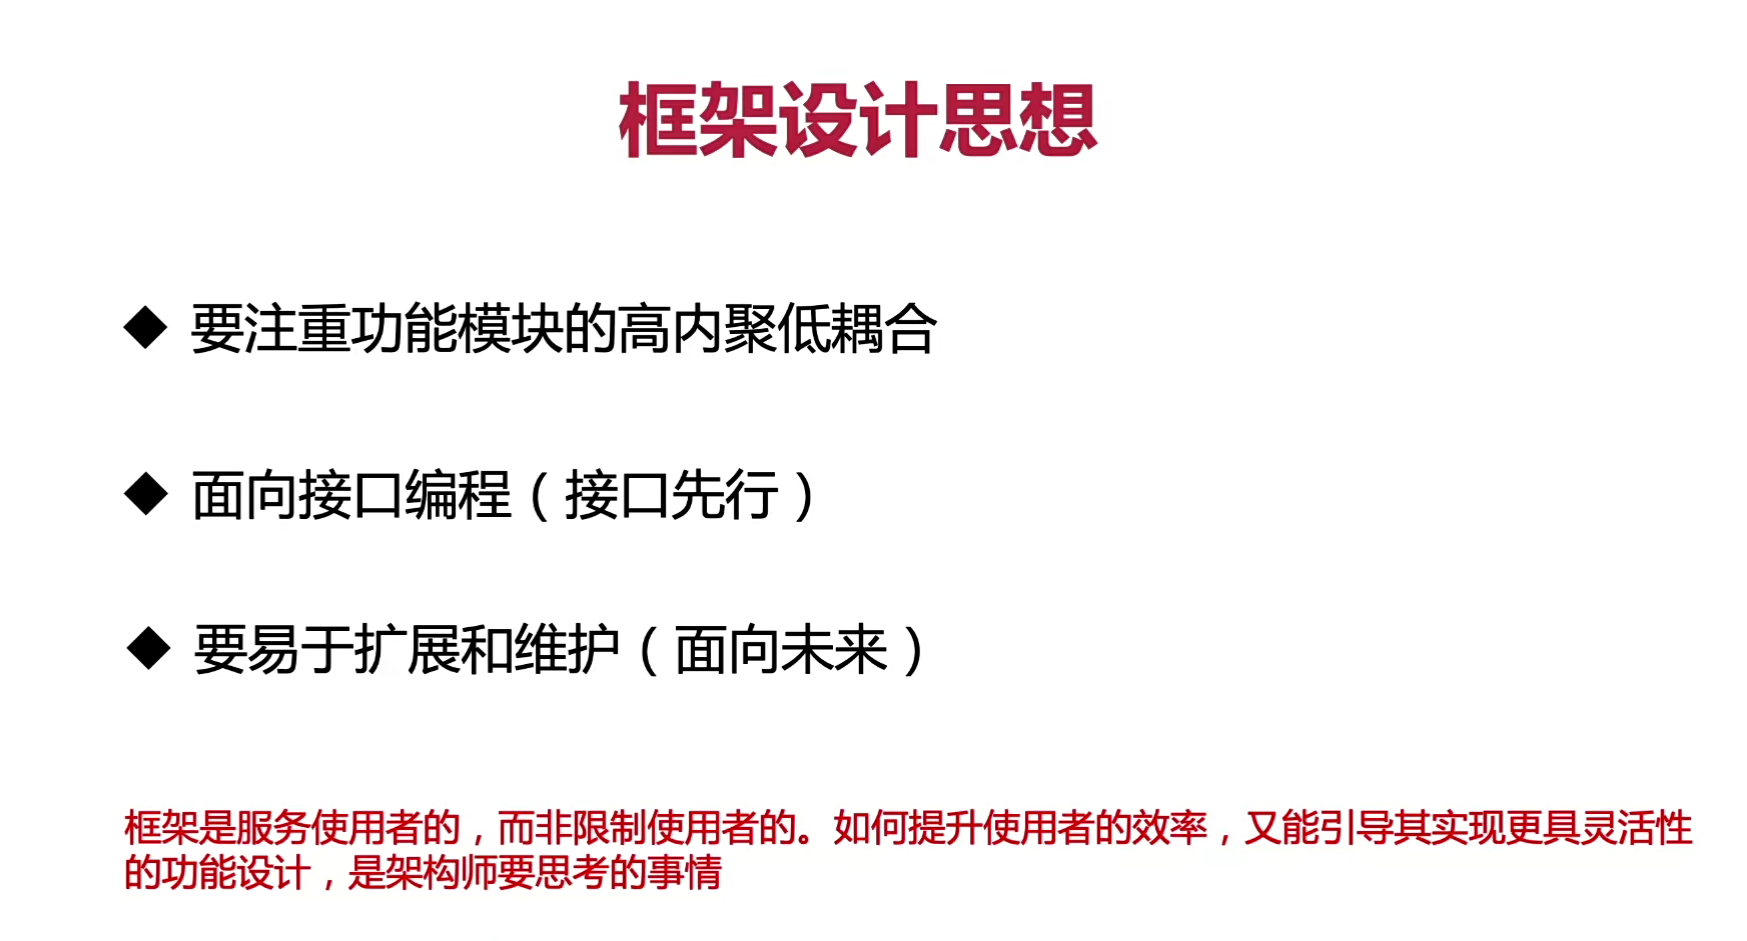 框架设计思想
◆ 要注重功能模块的高内聚低耦合
◆ 面向接口编程（接口先行）
◆ 要易于扩展和维护（面向未来）
框架是服务使用者的，而非限制使用者的。如何提升使用者的效率，又能引导其实现更具灵活性
的功能设计，是架构师要思考的事情